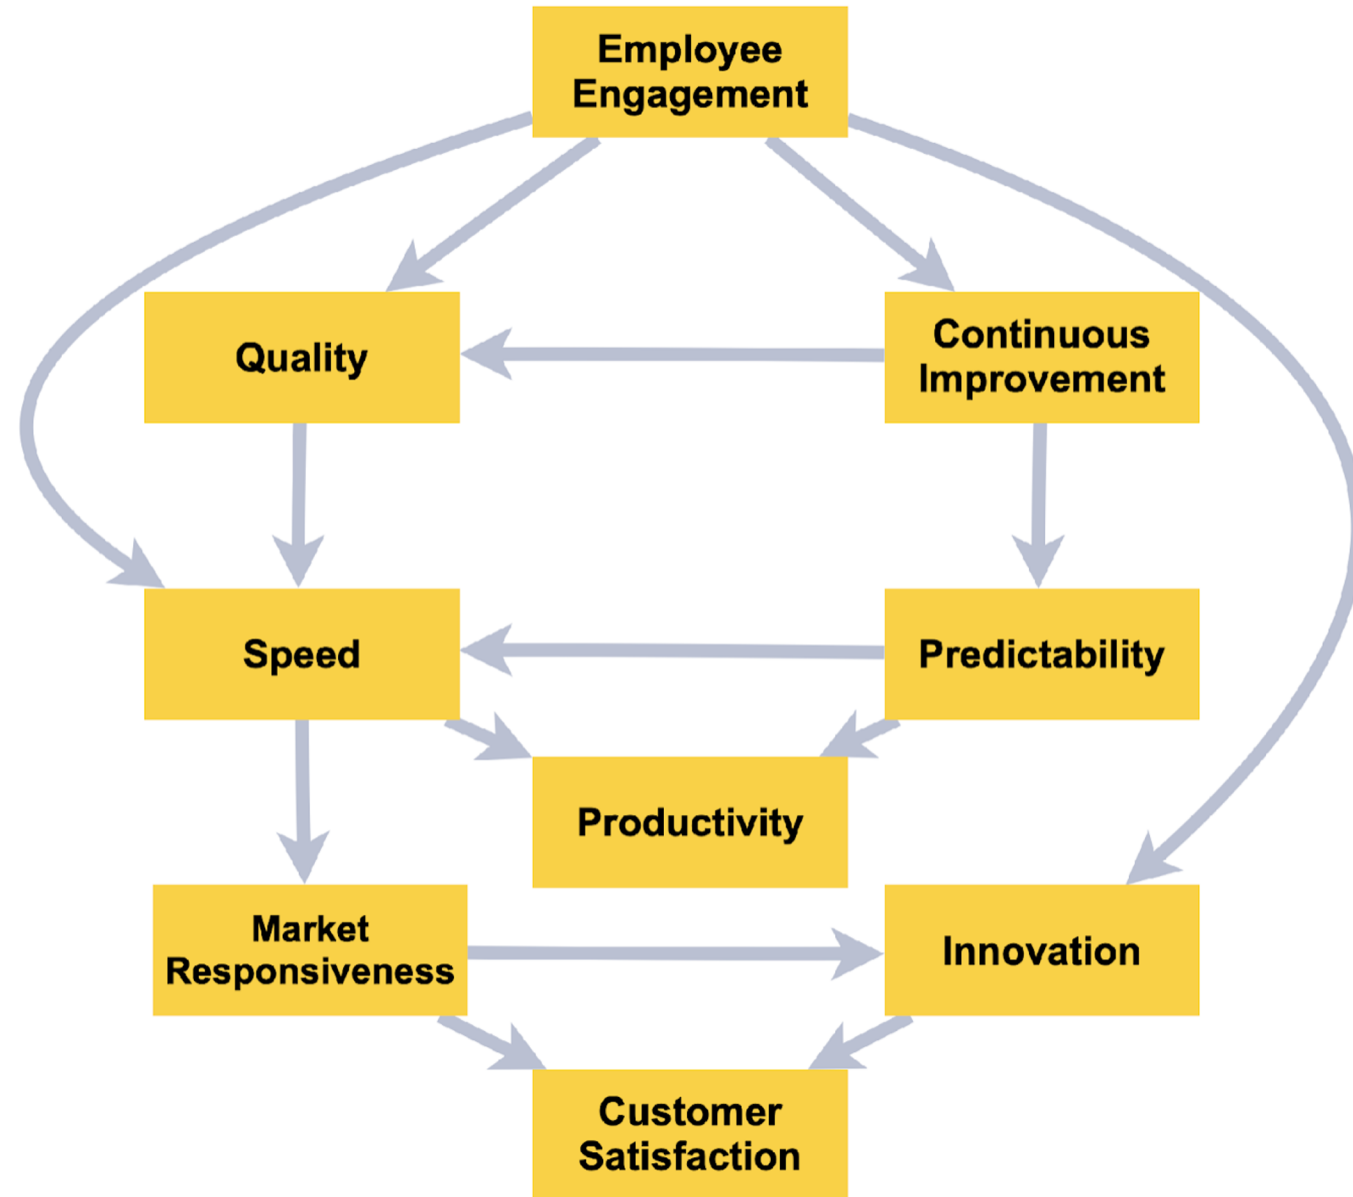 Employee
Engagement
Quality
Continuous
Improvement
Speed
Predictability
Productivity
Market
Responsiveness
Innovation
Customer
Satisfaction